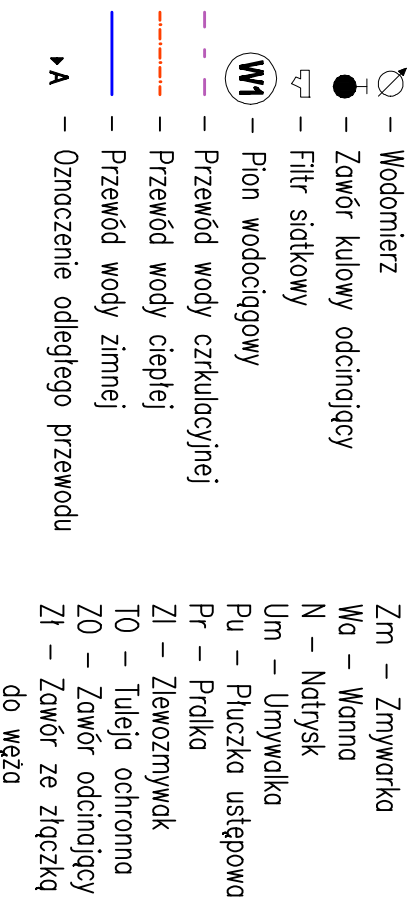 – Wodomierz
– Zawór kulowy odcinający
– Filtr siatkowy
W1 – Pion wodociągowy
– Przewód wody czrkulacyjnej
– Przewód wody ciepłej
– Przewód wody zimnej
A – Oznaczenie odległego przewodu
Zm – Zmywarka
Wa – Wanna
N – Natrysk
Um – Umywalka
Pu – Płuczka ustępowa
Pr – Pralka
Zl – Zlewozmywak
TO – Tuleja ochronna
ZO – Zawór odcinający
Zł – Zawór ze złączką
do węża